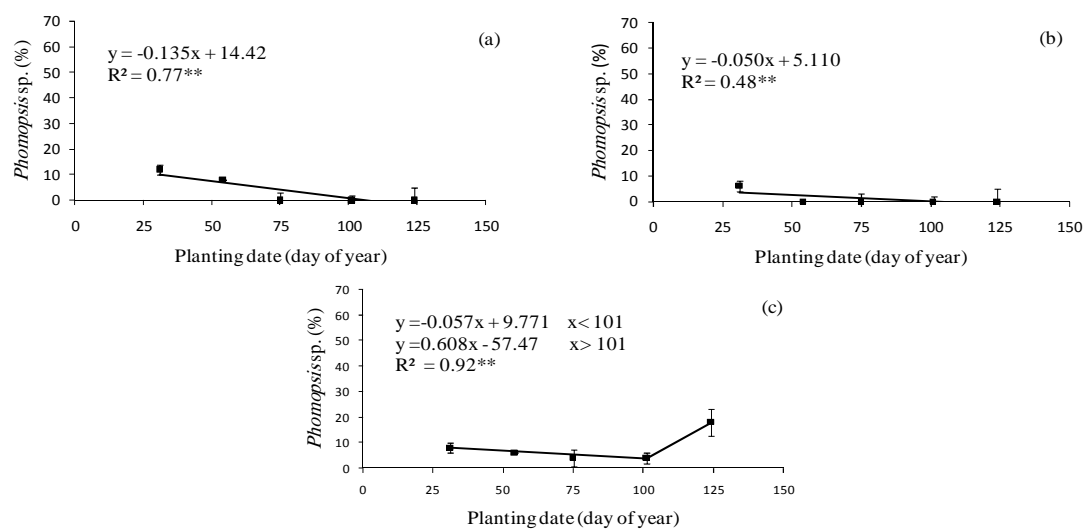 (a)
y = -0.135x + 14.42
R² = 0.77**
Phomopsis sp. (%)
70
60
50
40
30
20
10
0
0 25 50 75 100 125 150
Planting date (day of year)
(b)
y = -0.050x + 5.110
R² = 0.48**
Phomopsis sp. (%)
70
60
50
40
30
20
10
0
0 25 50 75 100 125 150
Planting date (day of year)
(c)
y =-0.057x + 9.771 x< 101
y=0.608x - 57.47 x> 101
R² = 0.92**
Phomopsis sp. (%)
70
60
50
40
30
20
10
0
0 25 50 75 100 125 150
Planting date (day of year)